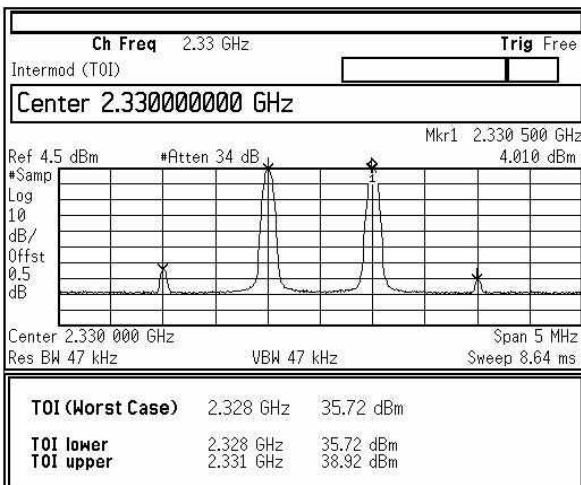 Ch Freq 2.33 GHz Trig Free
Intermod (TOI)
Center 2.330000000 GHz
Mkr1 2.330 500 GHz
Ref 4.5 dBm #Atten 34 dB 4.010 dBm
#Samp
Log
10
dB/
Offst
0.5
dB
1
Center 2.330 000 GHz Span 5 MHz
Res BW 47 kHz VBW 47 kHz Sweep 8.64 ms
TOI (Worst Case) 2.328 GHz 35.72 dBm
TOI lower 2.328 GHz 35.72 dBm
TOI upper 2.331 GHz 38.92 dBm